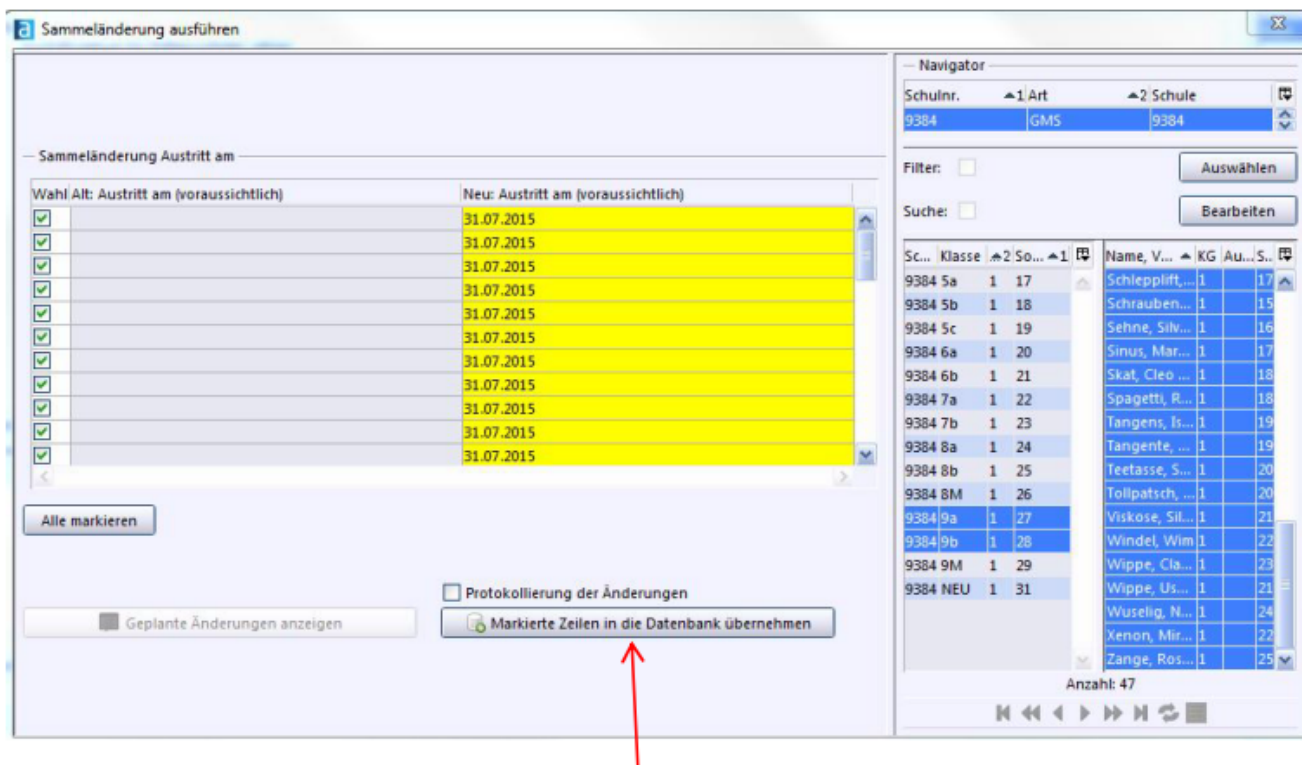 Sammeländerung ausführen
Navigator
Schulnr. 1 Art 2 Schule
9384 GMS 9384
Filter: Auswählen
Suche: Bearbeiten
Sammeländerung Austritt am
Wahl Alt: Austritt am (voraussichtlich) Neu: Austritt am (voraussichtlich)
31.07.2015
31.07.2015
31.07.2015
31.07.2015
31.07.2015
31.07.2015
31.07.2015
31.07.2015
31.07.2015
31.07.2015
31.07.2015
Alle markieren
Protokollierung der Änderungen
Geplante Änderungen anzeigen Markierte Zeilen in die Datenbank übernehmen
Sc... Klasse 2 So... 1
9384 5a 1 17
9384 5b 1 18
9384 5c 1 19
9384 6a 1 20
9384 6b 1 21
9384 7a 1 22
9384 7b 1 23
9384 8a 1 24
9384 8b 1 25
9384 8M 1 26
9384 9a 1 27
9384 9b 1 28
9384 9M 1 29
9384 NEU 1 31
Name, V... KG Au... S..
Schlepplift,... 1 17
Schrauben... 1 15
Sehne, Silv... 1 16
Sinus, Mar... 1 17
Skat, Cleo ... 1 18
Spagetti, R... 1 18
Tangens, Is... 1 19
Tangente, ... 1 19
Teetasse, S... 1 20
Tollpatsch, ... 1 20
Viskose, Sil... 1 21
Windel, Wim 1 22
Wippe, Cla... 1 23
Wippe, Us... 1 21
Wuselig, N... 1 24
Xenon, Mir... 1 22
Zange, Ros... 1 25
Anzahl: 47